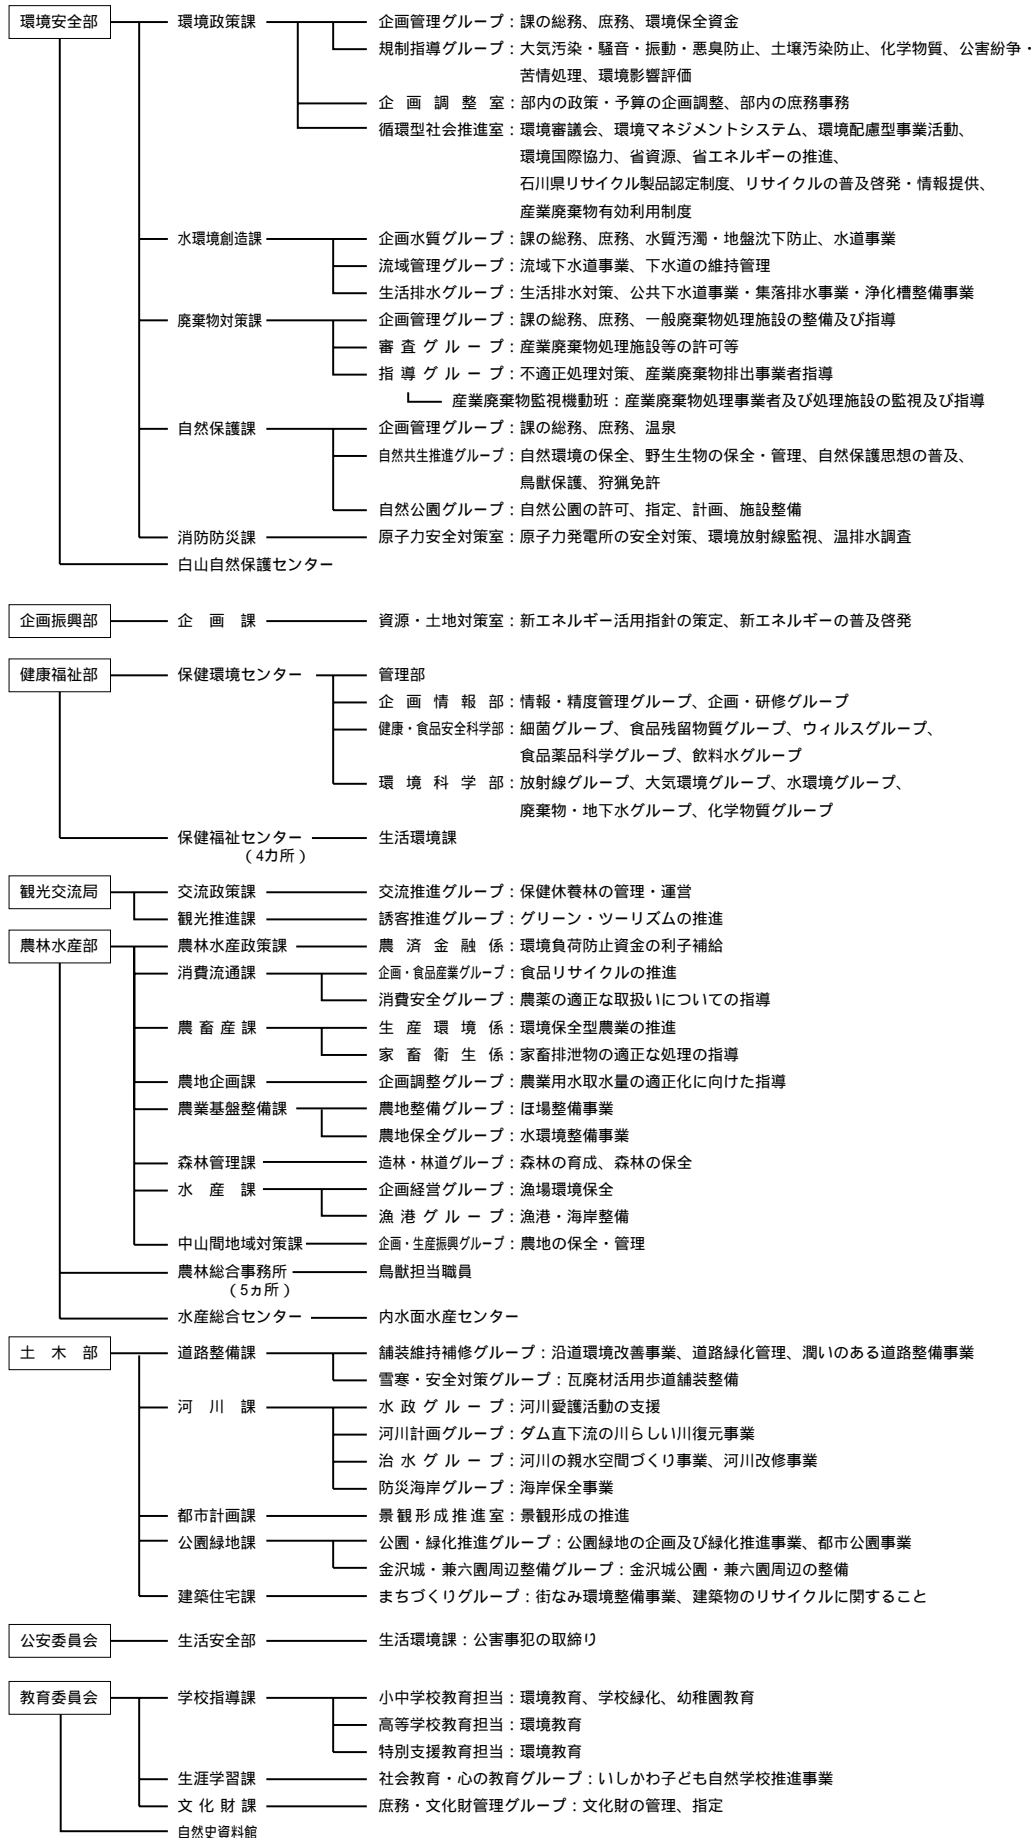 環境安全部 環境政策課 企画管理グループ：課の総務、庶務、環境保全資金
規制指導グループ：大気汚染・騒音・振動・悪臭防止、土壌汚染防止、化学物質、公害紛争・
苦情処理、環境影響評価
企画調整室：部内の政策・予算の企画調整、部内の庶務事務
循環型社会推進室：環境審議会、環境マネジメントシステム、環境配慮型事業活動、
環境国際協力、省資源、省エネルギーの推進、
石川県リサイクル製品認定制度、リサイクルの普及啓発・情報提供、
産業廃棄物有効利用制度
水環境創造課 企画水質グループ：課の総務、庶務、水質汚濁・地盤沈下防止、水道事業
流域管理グループ：流域下水道事業、下水道の維持管理
生活排水グループ：生活排水対策、公共下水道事業・集落排水事業・浄化槽整備事業
廃棄物対策課 企画管理グループ：課の総務、庶務、一般廃棄物処理施設の整備及び指導
審査グループ：産業廃棄物処理施設等の許可等
指導グループ：不適正処理対策、産業廃棄物排出事業者指導
産業廃棄物監視機動班：産業廃棄物処理事業者及び処理施設の監視及び指導
自然保護課 企画管理グループ：課の総務、庶務、温泉
自然共生推進グループ：自然環境の保全、野生生物の保全・管理、自然保護思想の普及、
鳥獣保護、狩猟免許
自然公園グループ：自然公園の許可、指定、計画、施設整備
消防防災課 原子力安全対策室：原子力発電所の安全対策、環境放射線監視、温排水調査
白山自然保護センター
企画振興部 企画課 資源・土地対策室：新エネルギー活用指針の策定、新エネルギーの普及啓発
健康福祉部 保健環境センター 管理部
企画情報部：情報・精度管理グループ、企画・研修グループ
健康・食品安全科学部：細菌グループ、食品残留物質グループ、ウィルスグループ、
食品薬品科学グループ、飲料水グループ
環境科学部：放射線グループ、大気環境グループ、水環境グループ、
廃棄物・地下水グループ、化学物質グループ
保健福祉センター 生活環境課
（4カ所）
観光交流局 交流政策課 交流推進グループ：保健休養林の管理・運営
観光推進課 誘客推進グループ：グリーン・ツーリズムの推進
農林水産部 農林水産政策課 農済金融係：環境負荷防止資金の利子補給
消費流通課 企画・食品産業グループ：食品リサイクルの推進
消費安全グループ：農薬の適正な取扱いについての指導
農畜産課 生産環境係：環境保全型農業の推進
家畜衛生係：家畜排泄物の適正な処理の指導
農地企画課 企画調整グループ：農業用水取水量の適正化に向けた指導
農業基盤整備課 農地整備グループ：ほ場整備事業
農地保全グループ：水環境整備事業
森林管理課 造林・林道グループ：森林の育成、森林の保全
水産課 企画経営グループ：漁場環境保全
漁港グループ：漁港・海岸整備
中山間地域対策課 企画・生産振興グループ：農地の保全・管理
農林総合事務所 鳥獣担当職員
（5ヵ所）
水産総合センター 内水面水産センター
土木部 道路整備課 舗装維持補修グループ：沿道環境改善事業、道路緑化管理、潤いのある道路整備事業
雪寒・安全対策グループ：瓦廃材活用歩道舗装整備
河川課 水政グループ：河川愛護活動の支援
河川計画グループ：ダム直下流の川らしい川復元事業
治水グループ：河川の親水空間づくり事業、河川改修事業
防災海岸グループ：海岸保全事業
都市計画課 景観形成推進室：景観形成の推進
公園緑地課 公園・緑化推進グループ：公園緑地の企画及び緑化推進事業、都市公園事業
金沢城・兼六園周辺整備グループ：金沢城公園・兼六園周辺の整備
建築住宅課 まちづくりグループ：街なみ環境整備事業、建築物のリサイクルに関すること
公安委員会 生活安全部 生活環境課：公害事犯の取締り
教育委員会 学校指導課 小中学校教育担当：環境教育、学校緑化、幼稚園教育
高等学校教育担当：環境教育
特別支援教育担当：環境教育
生涯学習課 社会教育・心の教育グループ：いしかわ子ども自然学校推進事業
文化財課 庶務・文化財管理グループ：文化財の管理、指定
自然史資料館